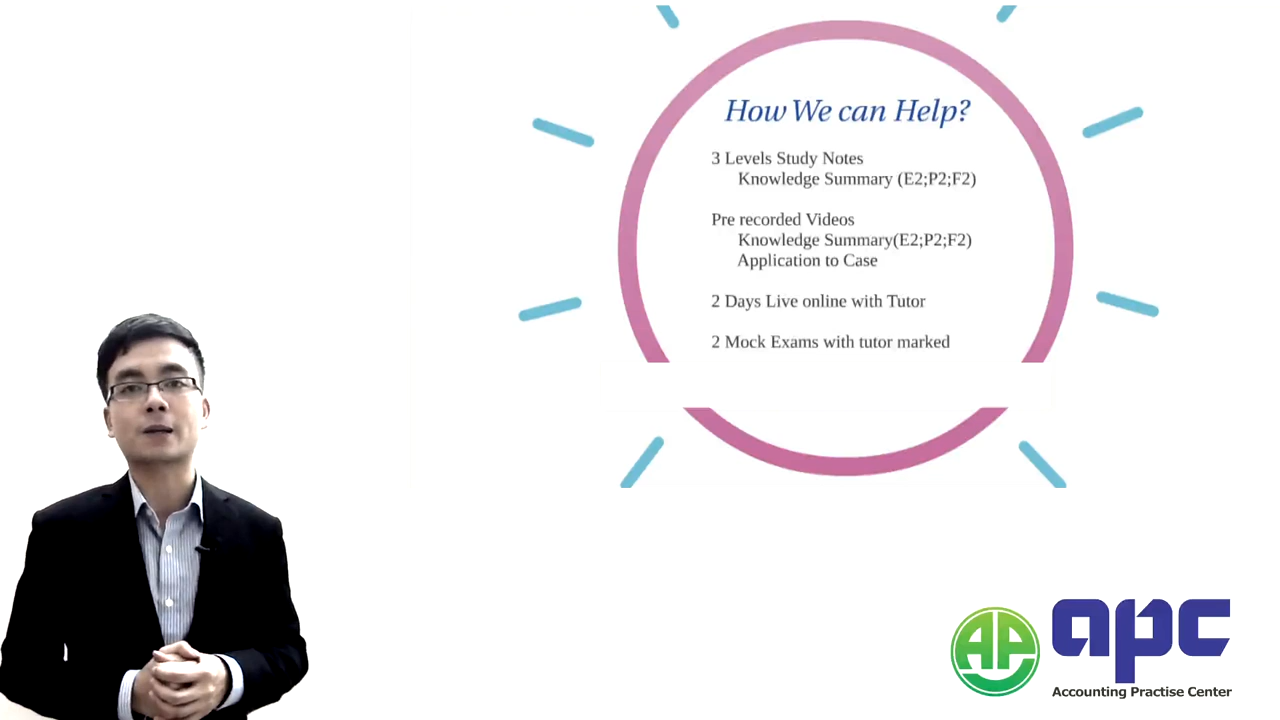 How We can Help?
3 Levels Study Notes
Knowledge Summary (E2;P2;F2)
Pre recorded Videos
Knowledge Summary(E2;P2;F2)
Application to Case
2 Days Live online with Tutor
2 Mock Exams with tutor marked
AP
apc
Accounting Practise Center